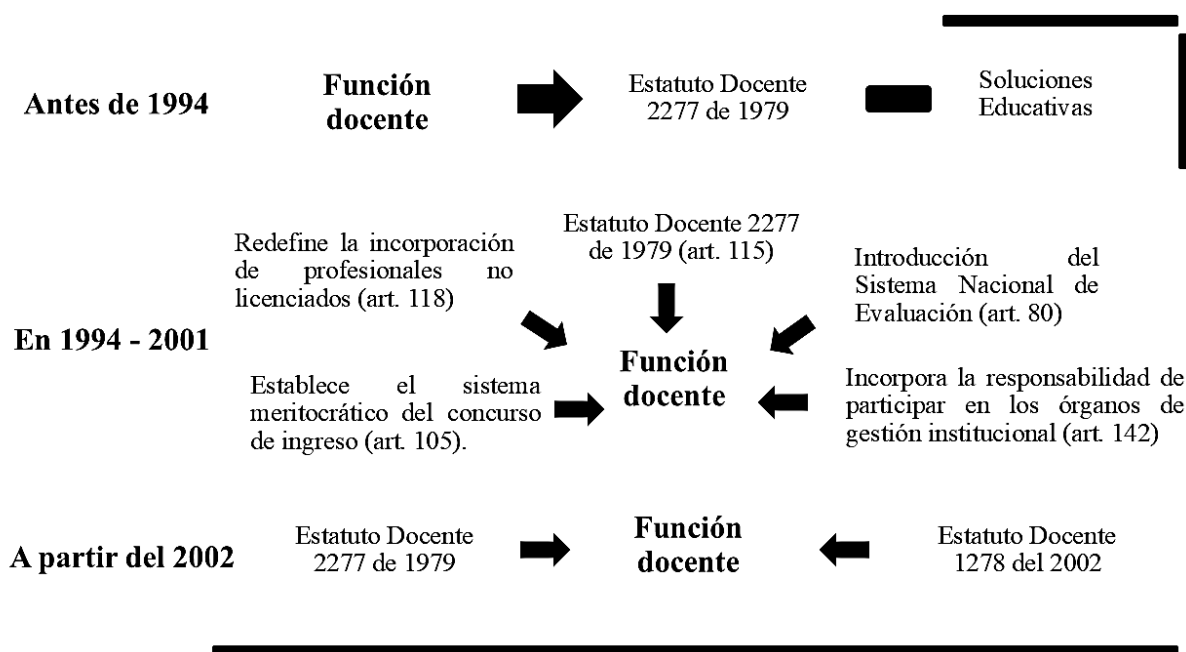 Antes de 1994
Función
docente
Estatuto Docente
2277 de 1979
Soluciones
Educativas
Redefine la incorporación
de profesionales no
licenciados (art. 118)
Estatuto Docente 2277
de 1979 (art. 115)
Introducción del
Sistema Nacional de
Evaluación (art. 80)
En 1994 - 2001
Función
docente
Establece el sistema
meritocrático del concurso
de ingreso (art. 105).
Incorpora la responsabilidad de
participar en los órganos de
gestión institucional (art. 142)
A partir del 2002
Estatuto Docente
2277 de 1979
Función
docente
Estatuto Docente
1278 del 2002